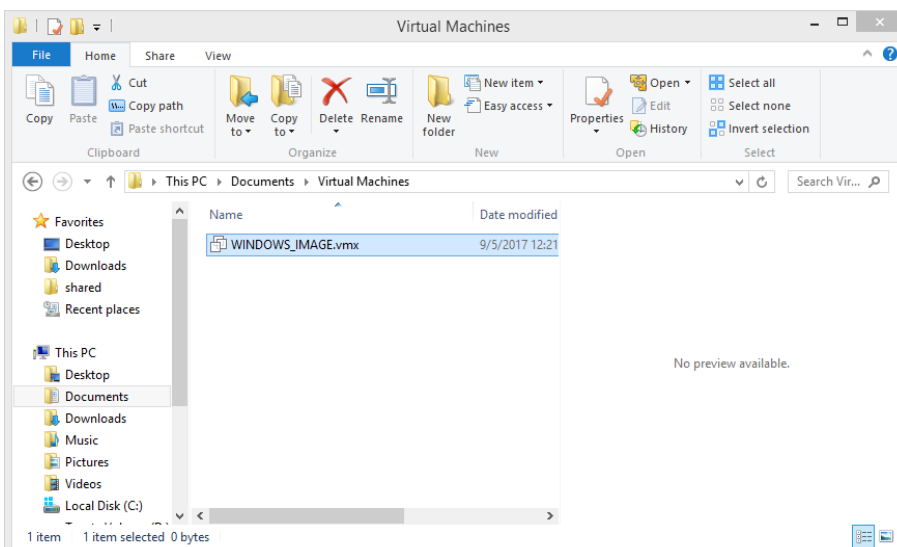 Virtual Machines
File Home Share View
Copy
Paste
Cut
Copy path
Paste shortcut
Clipboard
Move to
Copy to
Delete
Rename
Organize
New folder
New item
Easy access
New
Properties
Open
Edit
History
Open
Select all
Select none
Invert selection
Select
This PC Documents Virtual Machines
Search Vir...
Favorites
Desktop
Downloads
shared
Recent places
This PC
Desktop
Documents
Downloads
Music
Pictures
Videos
Local Disk (C:)
Name Date modified
WINDOWS_IMAGE.vmx 9/5/2017 12:21
No preview available.
1 item 1 item selected 0 bytes